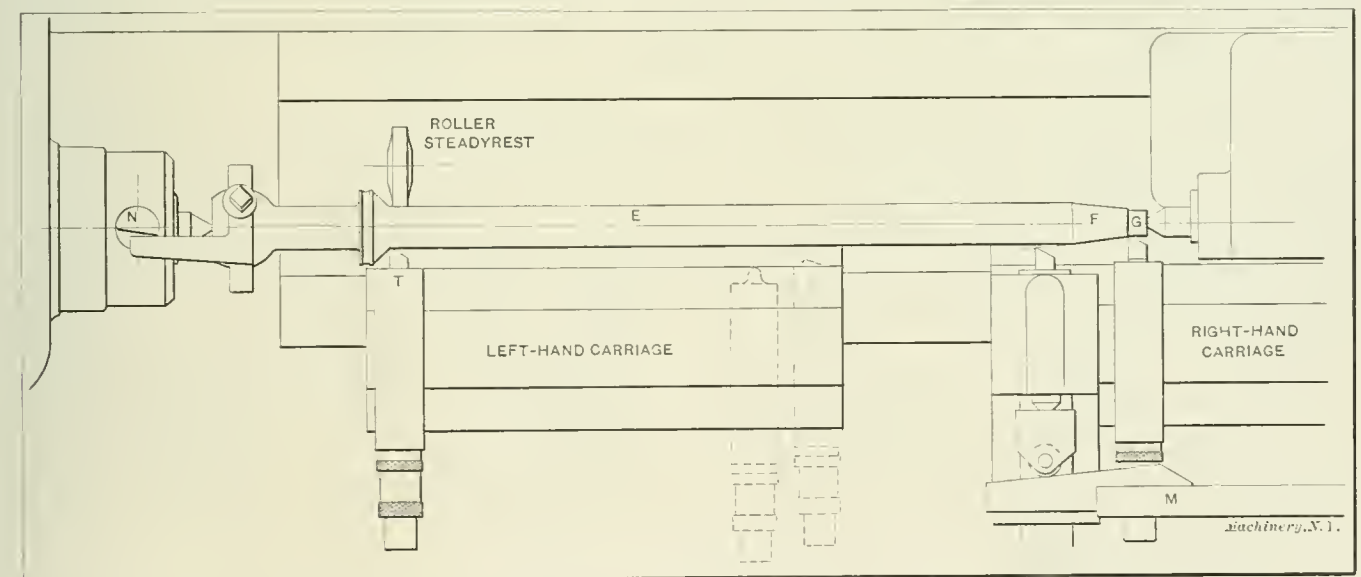 ROLLER
STEADYREST
N
E
F
G
T
LEFT-HAND CARRIAGE
RIGHT-HAND
CARRIAGE
M
Machinery, N.Y.